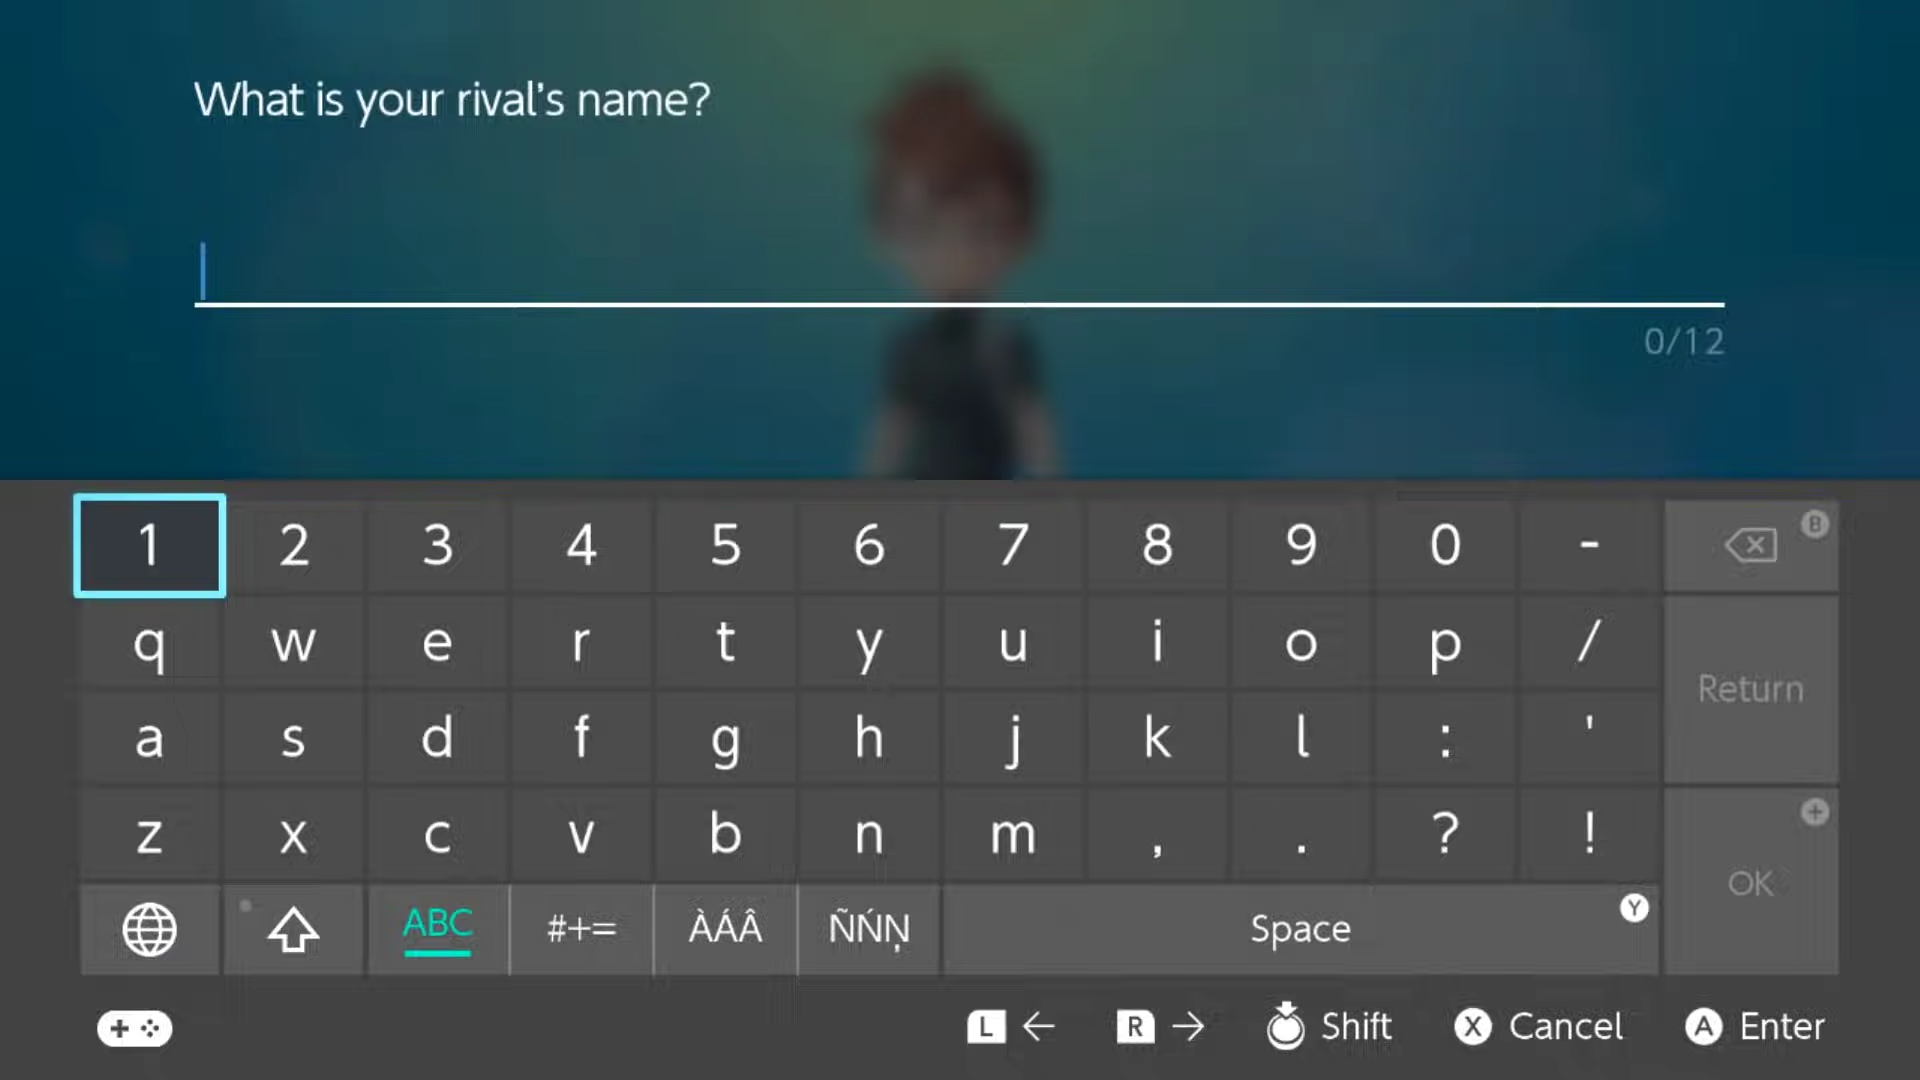 What is your rival's name?
0/12
1 2 3 4 5 6 7 8 9 0 - B
q w e r t y u i o p / Return
a s d f g h j k l : '
z x c v b n m , . ? ! OK
ABC #+= ÀÁÂ ÑŃŅ Space Y
L ← R → Shift X Cancel A Enter